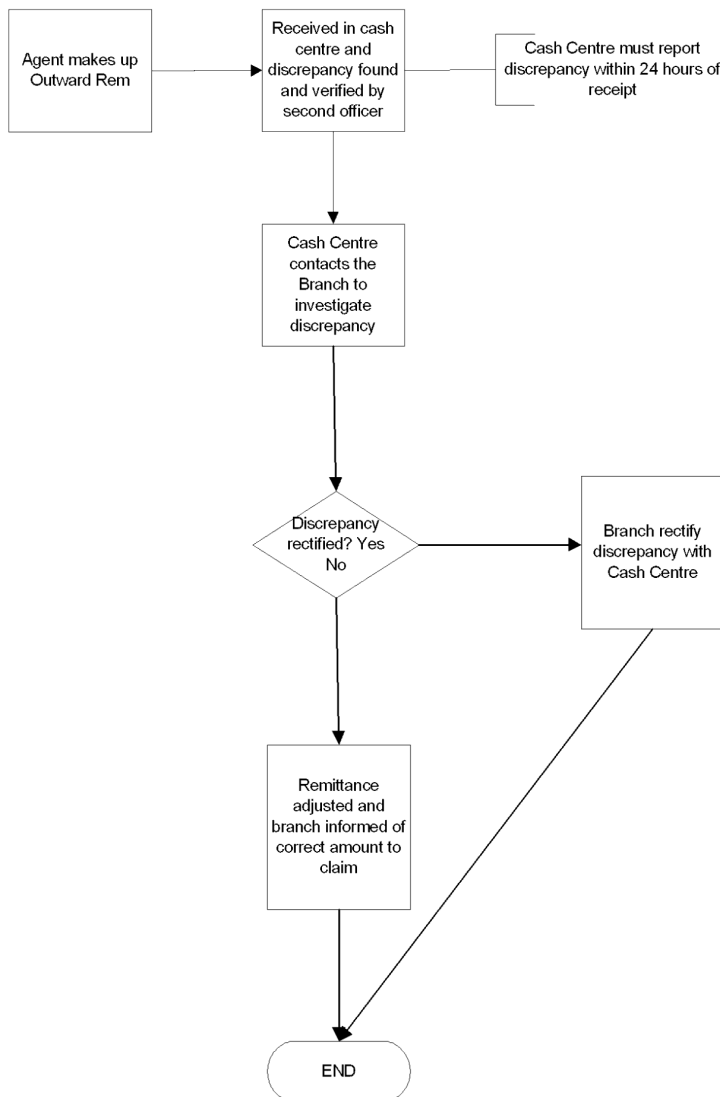 Agent makes up
Outward Rem
Received in cash
centre and
discrepancy found
and verified by
second officer
Cash Centre must report
discrepancy within 24 hours of
receipt
Cash Centre
contacts the
Branch to
investigate
discrepancy
Discrepancy
rectified? Yes
No
Branch rectify
discrepancy with
Cash Centre
Remittance
adjusted and
branch informed of
correct amount to
claim
END